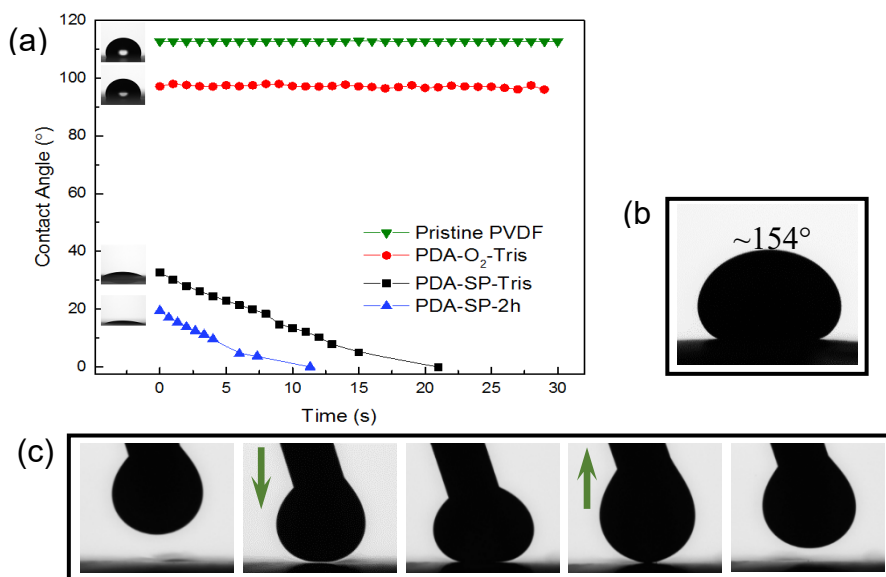 (a)
120
100
80
60
40
20
0
Contact Angle (°)
0 5 10 15 20 25 30
Time (s)
Pristine PVDF
PDA-O₂-Tris
PDA-SP-Tris
PDA-SP-2h
(b)
~154°
(c)